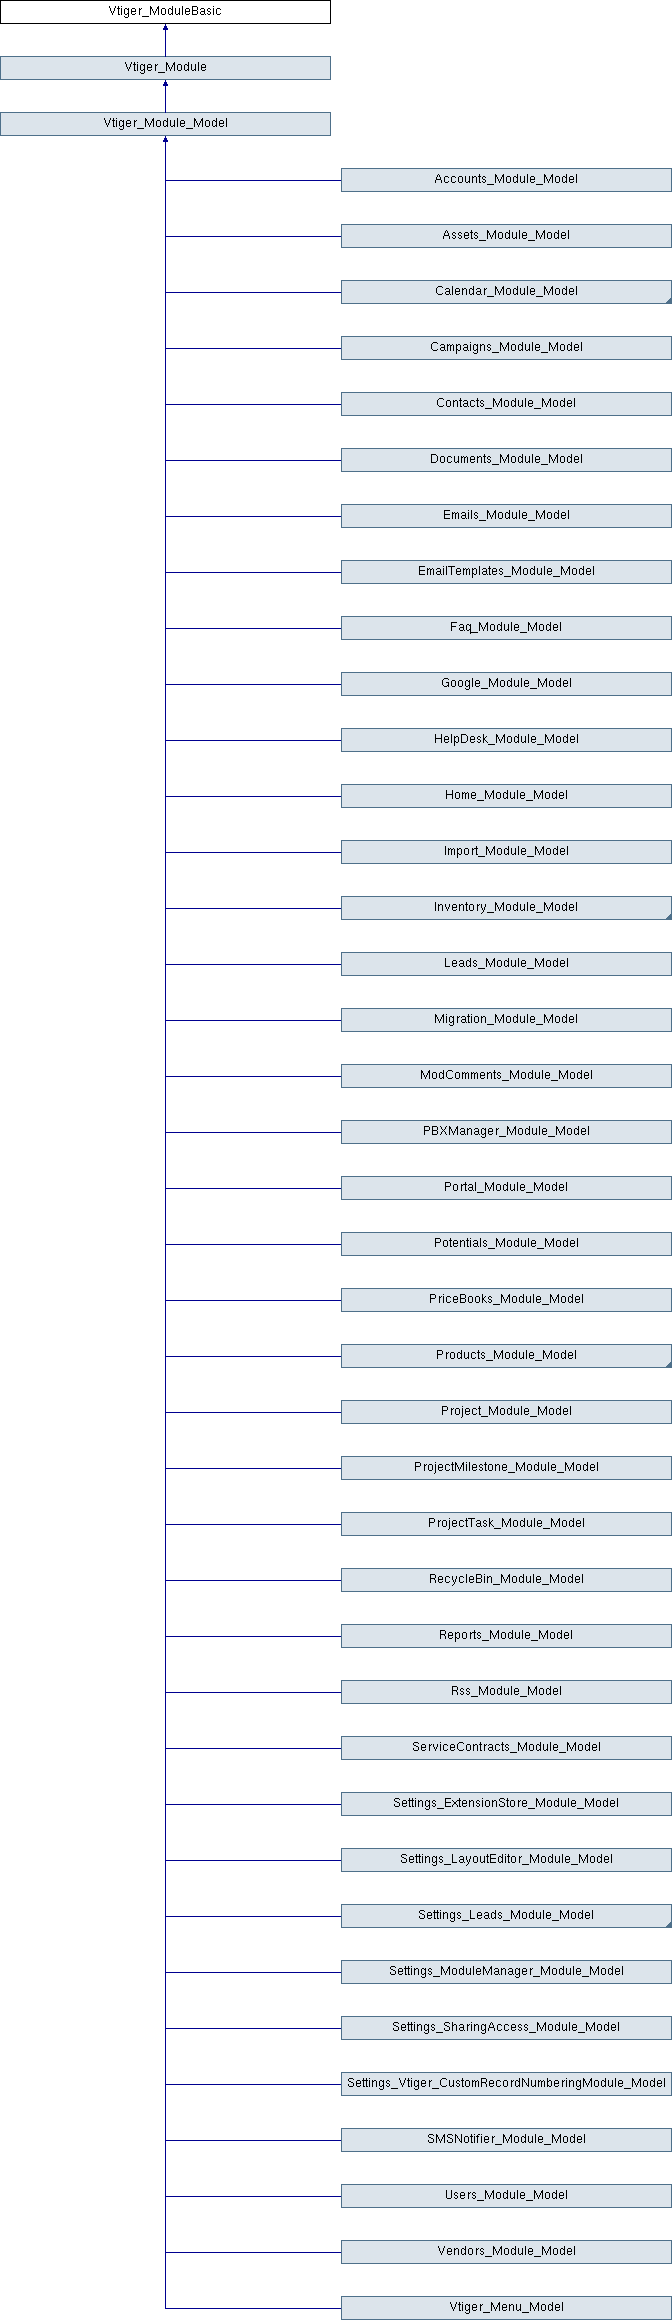 Vtiger_ModuleBasic
Vtiger_Module
Vtiger_Module_Model
Accounts_Module_Model
Assets_Module_Model
Calendar_Module_Model
Campaigns_Module_Model
Contacts_Module_Model
Documents_Module_Model
Emails_Module_Model
EmailTemplates_Module_Model
Faq_Module_Model
Google_Module_Model
HelpDesk_Module_Model
Home_Module_Model
Import_Module_Model
Inventory_Module_Model
Leads_Module_Model
Migration_Module_Model
ModComments_Module_Model
PBXManager_Module_Model
Portal_Module_Model
Potentials_Module_Model
PriceBooks_Module_Model
Products_Module_Model
Project_Module_Model
ProjectMilestone_Module_Model
ProjectTask_Module_Model
RecycleBin_Module_Model
Reports_Module_Model
Rss_Module_Model
ServiceContracts_Module_Model
Settings_ExtensionStore_Module_Model
Settings_LayoutEditor_Module_Model
Settings_Leads_Module_Model
Settings_ModuleManager_Module_Model
Settings_SharingAccess_Module_Model
Settings_Vtiger_CustomRecordNumberingModule_Model
SMSNotifier_Module_Model
Users_Module_Model
Vendors_Module_Model
Vtiger_Menu_Model